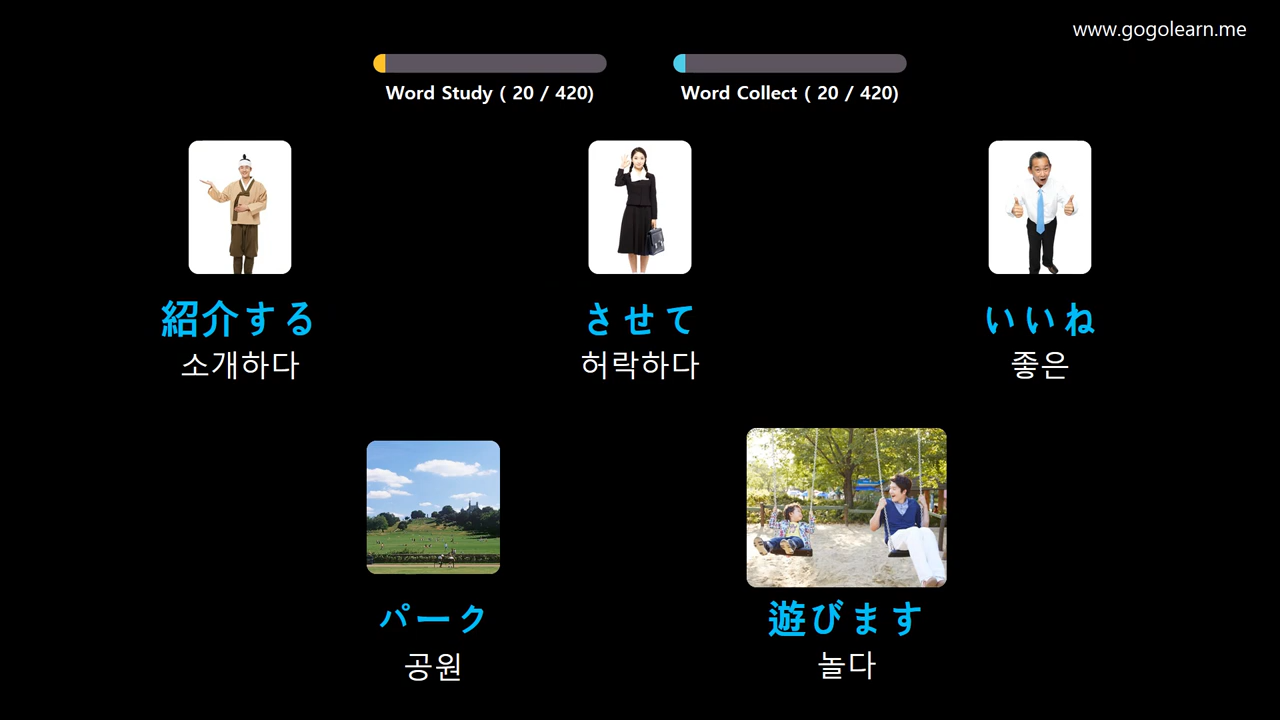 www.gogolearn.me
Word Study ( 20 / 420)
Word Collect ( 20 / 420)
紹介する
소개하다
させて
허락하다
いいね
좋은
パーク
공원
遊びます
놀다